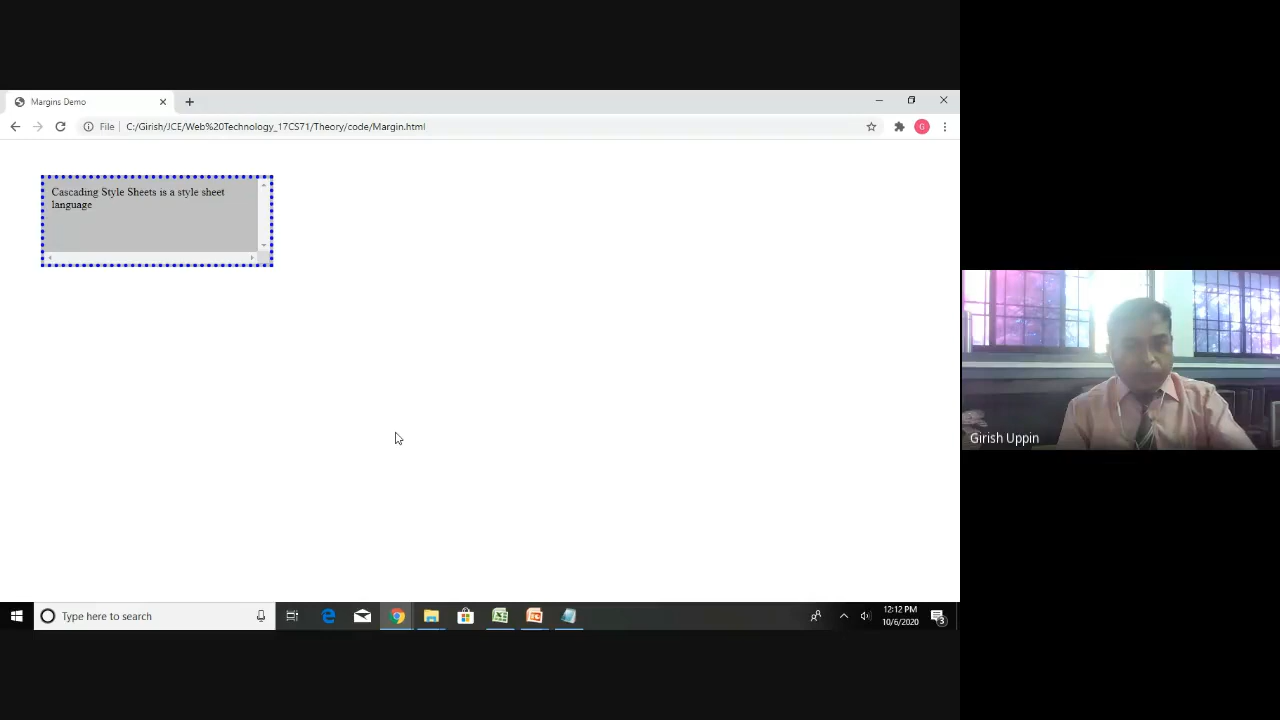 Margins Demo
File
C:/Girish/JCE/Web%20Technology_17CS71/Theory/code/Margin.html
G
Cascading Style Sheets is a style sheet
language
Girish Uppin
Type here to search
12:12 PM
10/6/2020
3